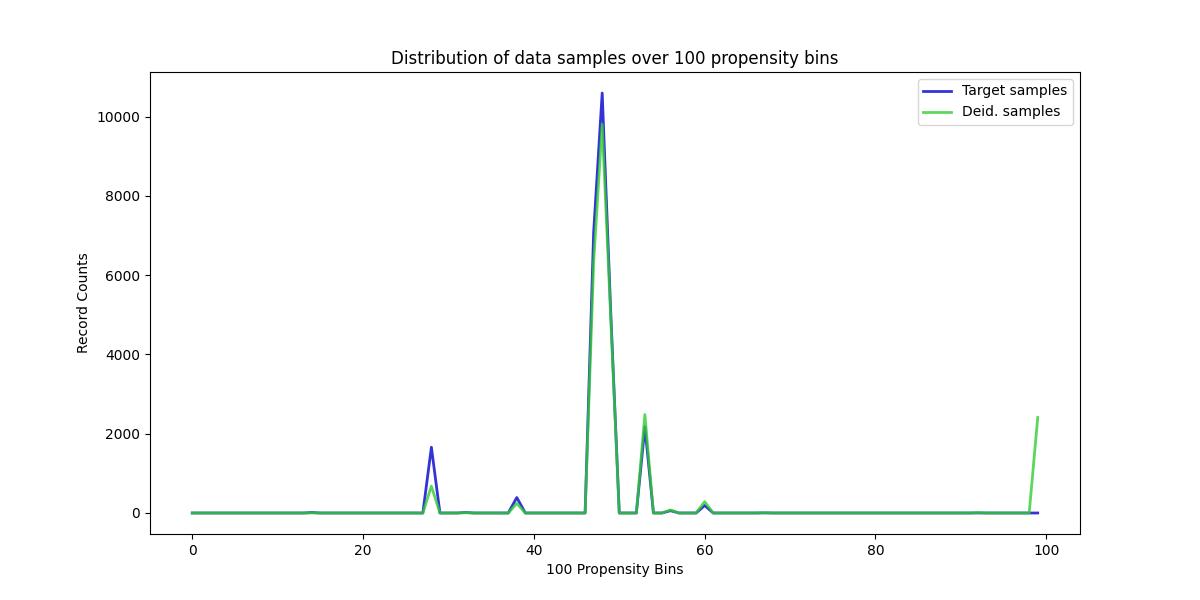 Distribution of data samples over 100 propensity bins
Target samples
Deid. samples
10000
8000
6000
4000
2000
0
Record Counts
0 20 40 60 80 100
100 Propensity Bins